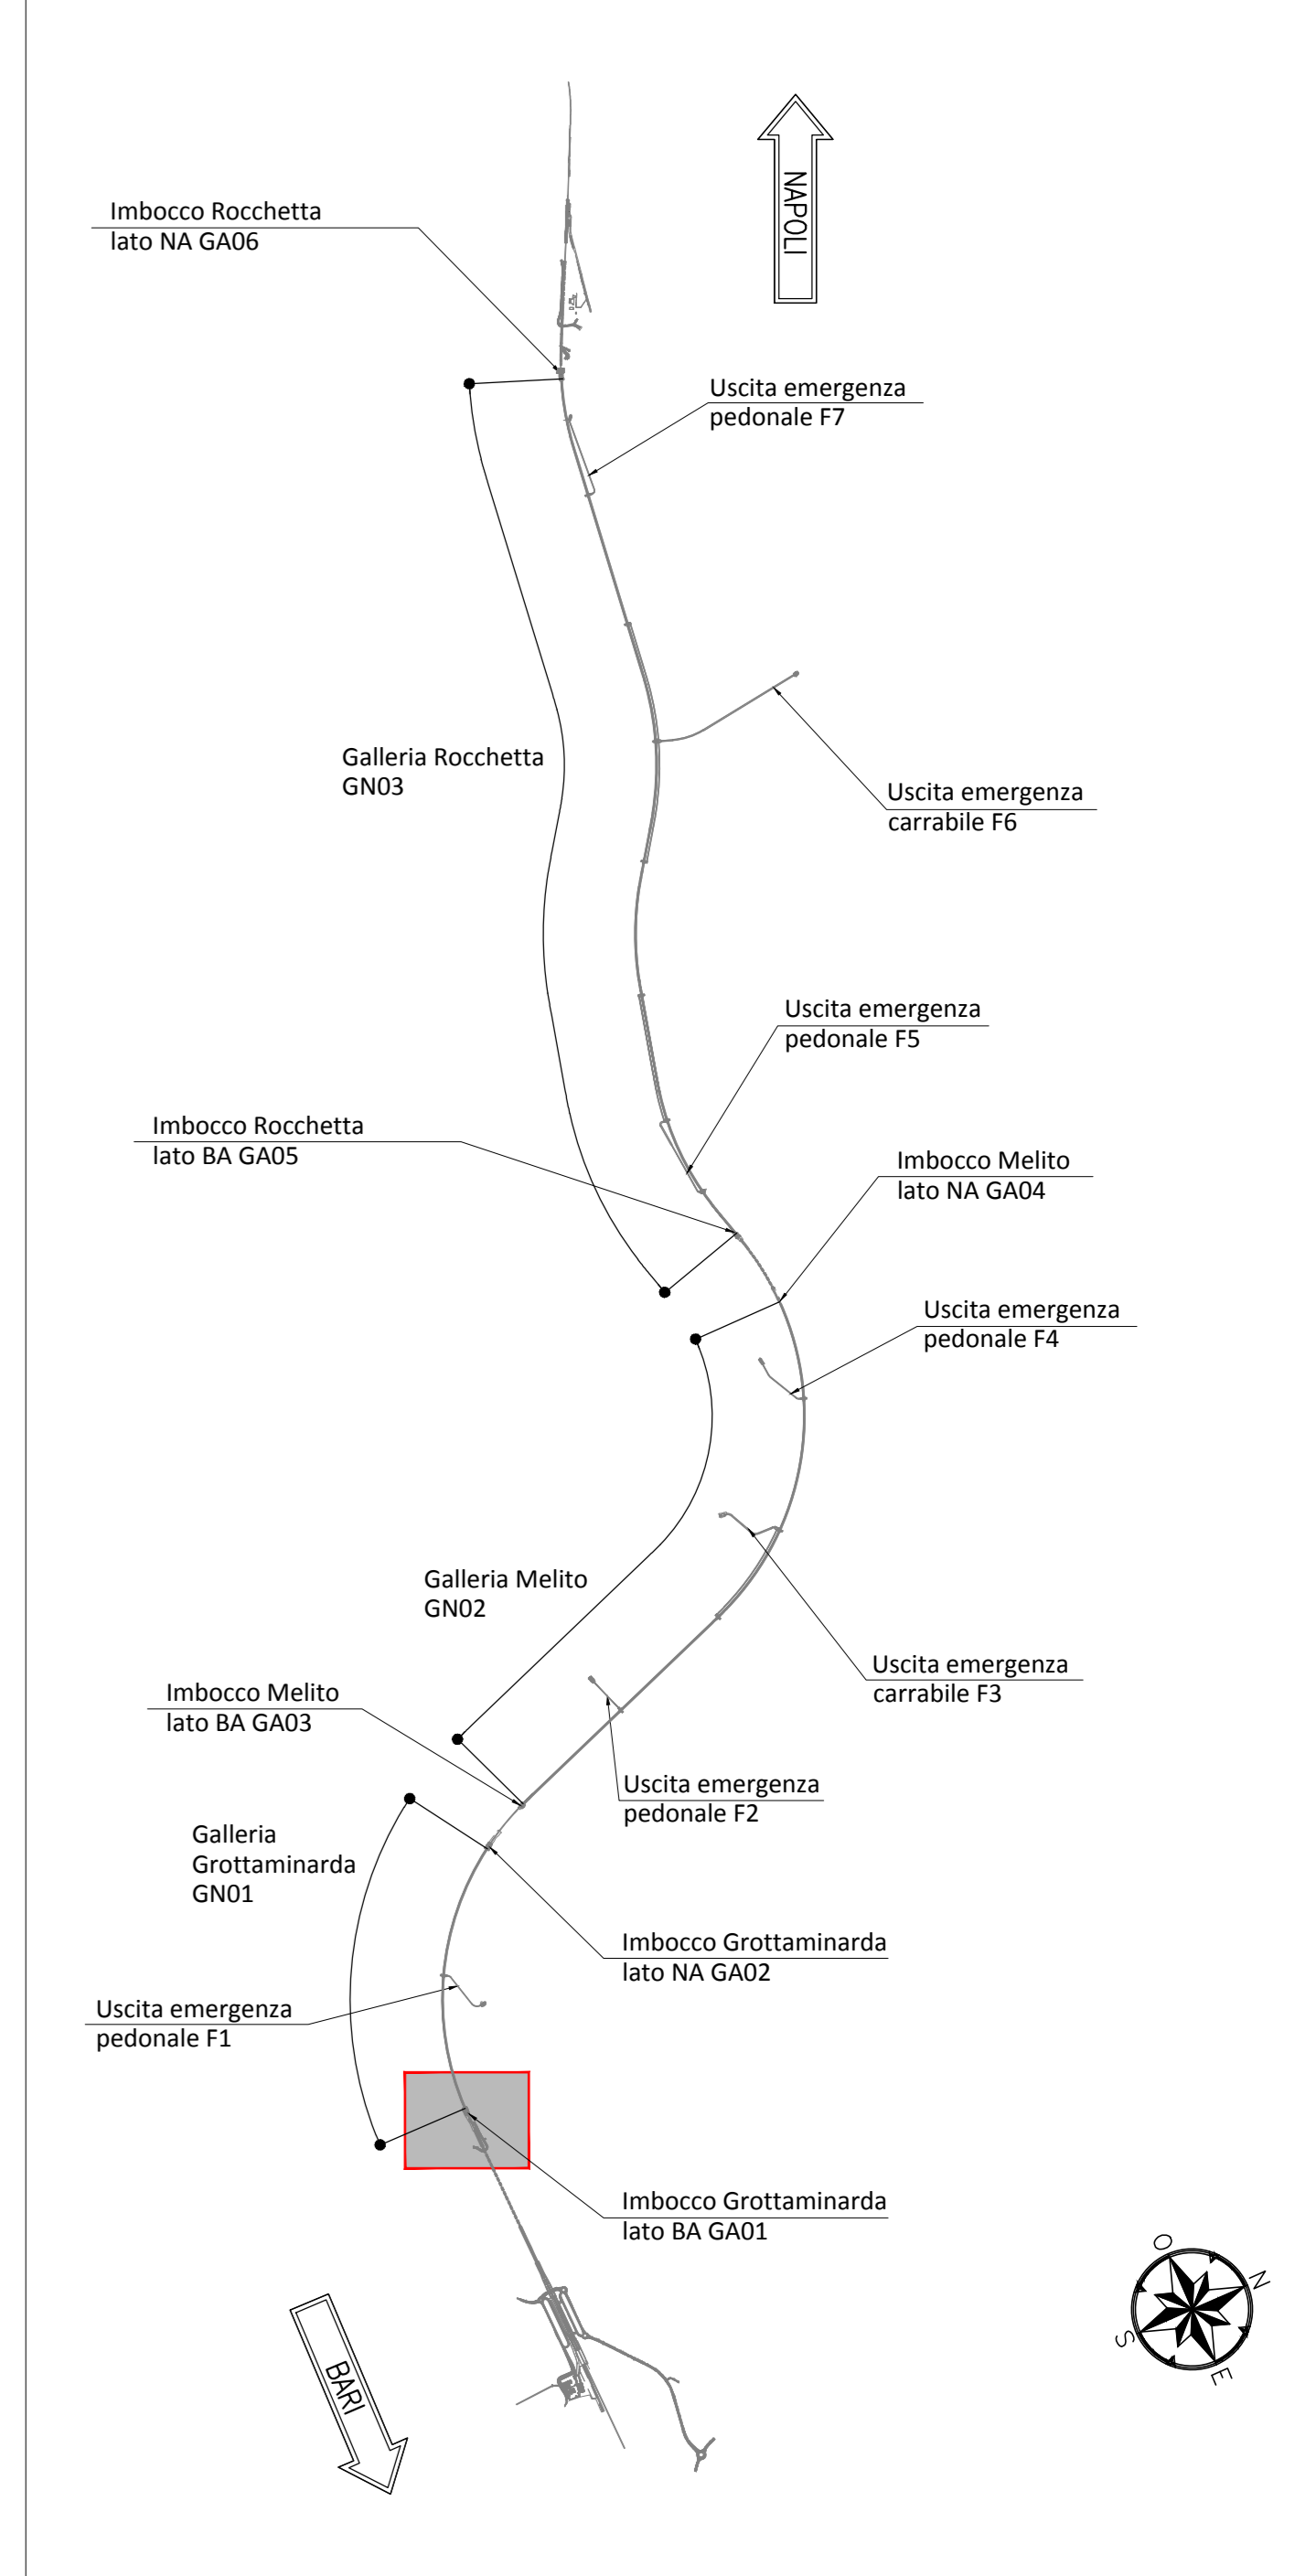 NAPOLI
Imbocco Rocchetta
lato NA GA06
Uscita emergenza
pedonale F7
Galleria Rocchetta
GN03
Uscita emergenza
carrabile F6
Uscita emergenza
pedonale F5
Imbocco Rocchetta
lato BA GA05
Imbocco Melito
lato NA GA04
Uscita emergenza
pedonale F4
Galleria Melito
GN02
Uscita emergenza
carrabile F3
Imbocco Melito
lato BA GA03
Uscita emergenza
pedonale F2
Galleria
Grottaminarda
GN01
Imbocco Grottaminarda
lato NA GA02
Uscita emergenza
pedonale F1
Imbocco Grottaminarda
lato BA GA01
O
N
S
E
BARI